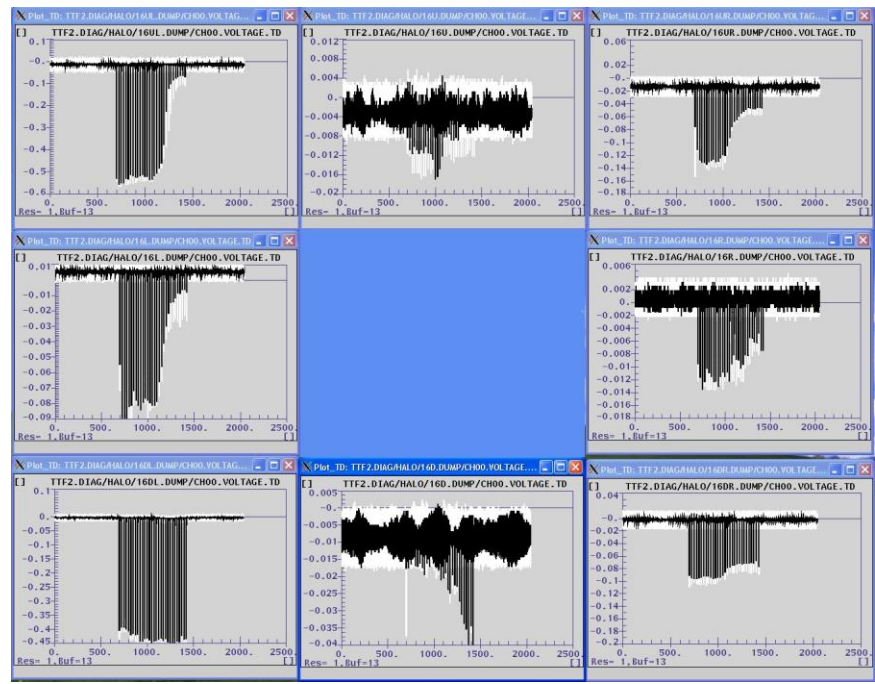 Plot_TD: TTF2.DIAG/HALO/16UL.DUMP/CH00.VOLTAG...
[] TTF2.DIAG/HALO/16UL.DUMP/CH00.VOLTAGE.TD
0.1
-0.
-0.1
-0.2
-0.3
-0.4
-0.5
-0.6
0. 500. 1000. 1500. 2000. 2500.
Res= 1.Buf=13 []
Plot_TD: TTF2.DIAG/HALO/16U.DUMP/CH00.VOLTAGE....
[] TTF2.DIAG/HALO/16U.DUMP/CH00.VOLTAGE.TD
0.012
0.008
0.004
0.
-0.004
-0.008
-0.012
-0.016
-0.02
0. 500. 1000. 1500. 2000. 2500.
Res= 1.Buf=13 []
Plot_TD: TTF2.DIAG/HALO/16UR.DUMP/CH00.VOLTAG...
[] TTF2.DIAG/HALO/16UR.DUMP/CH00.VOLTAGE.TD
0.06
0.02
-0.
-0.02
-0.04
-0.06
-0.08
-0.1
-0.12
-0.14
-0.16
-0.18
0. 500. 1000. 1500. 2000. 2500.
Res= 1.Buf=13 []
Plot_TD: TTF2.DIAG/HALO/16L.DUMP/CH00.VOLTAGE.TD
[] TTF2.DIAG/HALO/16L.DUMP/CH00.VOLTAGE.TD
0.01
-0.01
-0.02
-0.03
-0.04
-0.05
-0.06
-0.07
-0.08
-0.09
0. 500. 1000. 1500. 2000. 2500.
Res= 1.Buf=13 []
Plot_TD: TTF2.DIAG/HALO/16R.DUMP/CH00.VOLTAGE....
[] TTF2.DIAG/HALO/16R.DUMP/CH00.VOLTAGE.TD
0.006
0.002
0.
-0.002
-0.004
-0.006
-0.008
-0.01
-0.012
-0.014
-0.016
-0.018
0. 500. 1000. 1500. 2000. 2500.
Res= 1.Buf=13 []
Plot_TD: TTF2.DIAG/HALO/16DL.DUMP/CH00.VOLTAG...
[] TTF2.DIAG/HALO/16DL.DUMP/CH00.VOLTAGE.TD
0.1
-0.
-0.05
-0.1
-0.15
-0.2
-0.25
-0.3
-0.35
-0.4
-0.45
0. 500. 1000. 1500. 2000. 2500.
Res= 1.Buf=13 []
Plot_TD: TTF2.DIAG/HALO/16D.DUMP/CH00.VOLTAGE....
[] TTF2.DIAG/HALO/16D.DUMP/CH00.VOLTAGE.TD
0.005
-0.
-0.005
-0.01
-0.015
-0.02
-0.025
-0.03
-0.035
-0.04
0. 500. 1000. 1500. 2000. 2500.
Res= 1.Buf=13 []
Plot_TD: TTF2.DIAG/HALO/16DR.DUMP/CH00.VOLTAG...
[] TTF2.DIAG/HALO/16DR.DUMP/CH00.VOLTAGE.TD
0.04
-0.
-0.02
-0.04
-0.06
-0.08
-0.1
-0.12
-0.14
-0.16
-0.18
-0.2
0. 500. 1000. 1500. 2000. 2500.
Res= 1.Buf=13 []